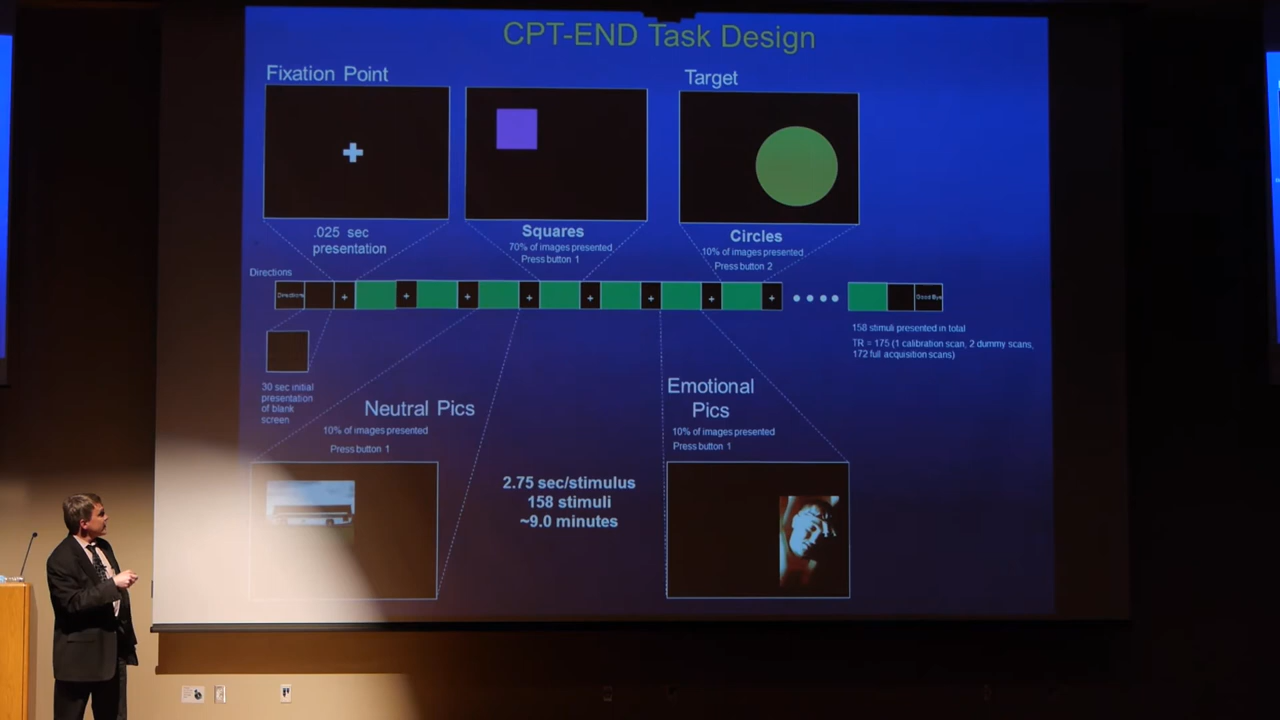 CPT-END Task Design
Fixation Point
Target
.025 sec
presentation
Squares
70% of images presented
Press button 1
Circles
10% of images presented
Press button 2
Directions
Directions
Good Bye
158 stimuli presented in total
TR = 175 (1 calibration scan, 2 dummy scans,
172 full acquisition scans)
30 sec initial
presentation
of blank
screen
Neutral Pics
10% of images presented
Press button 1
Emotional
Pics
10% of images presented
Press button 1
2.75 sec/stimulus
158 stimuli
~9.0 minutes